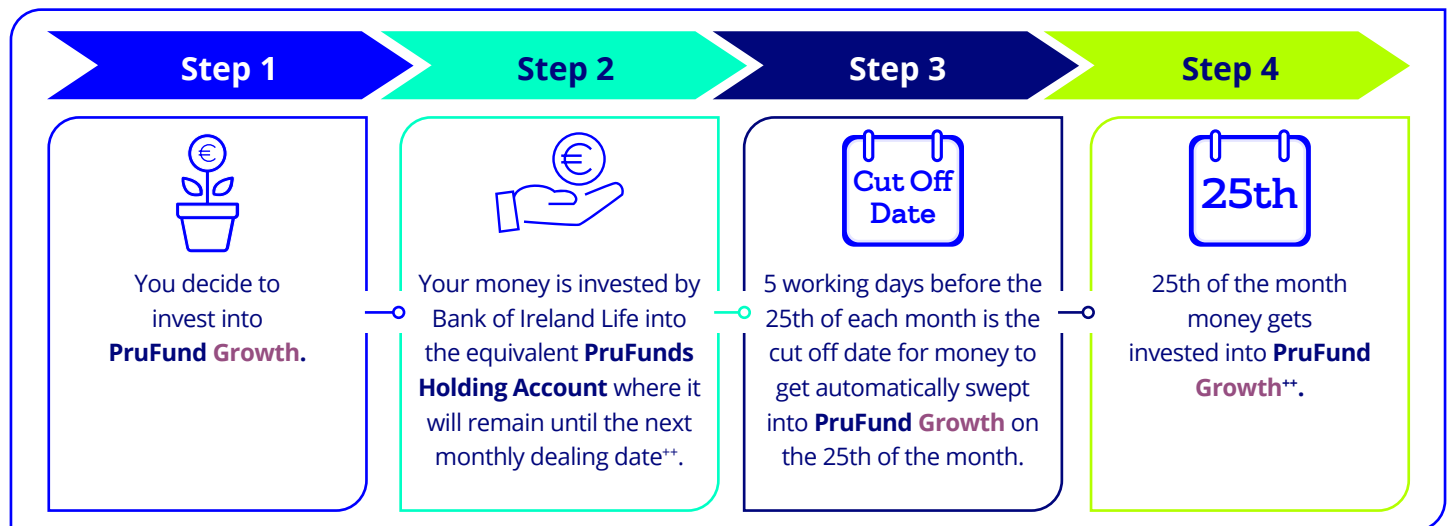 Step 1
Step 2
Step 3
Step 4
€
You decide to
invest into
PruFund Growth.
€
Your money is invested by
Bank of Ireland Life into
the equivalent PruFunds
Holding Account where it
will remain until the next
monthly dealing date⁺⁺.
Cut Off
Date
5 working days before the
25th of each month is the
cut off date for money to
get automatically swept
into PruFund Growth on
the 25th of the month.
25th
25th of the month
money gets
invested into PruFund
Growth⁺⁺.